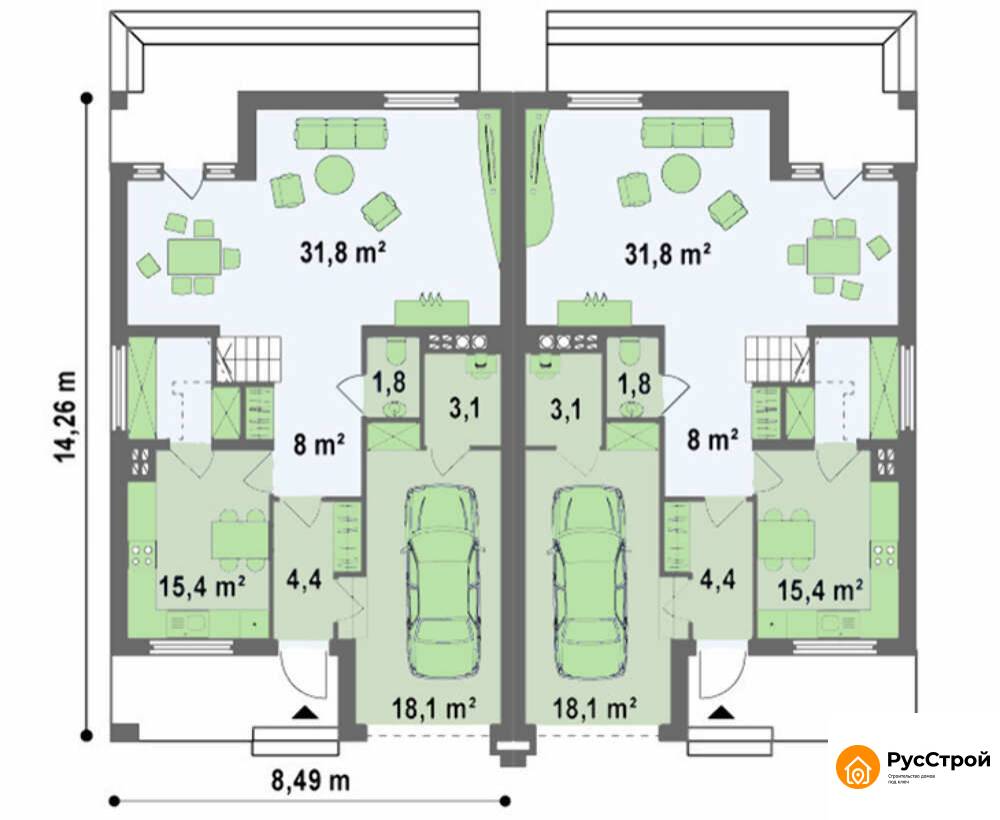 31,8 m²
31,8 m²
14,26 m
1,8
3,1
3,1
1,8
8 m²
8 m²
15,4 m²
4,4
4,4
15,4 m²
18,1 m²
18,1 m²
8,49 m
РусСтрой
Строительство домов
под ключ